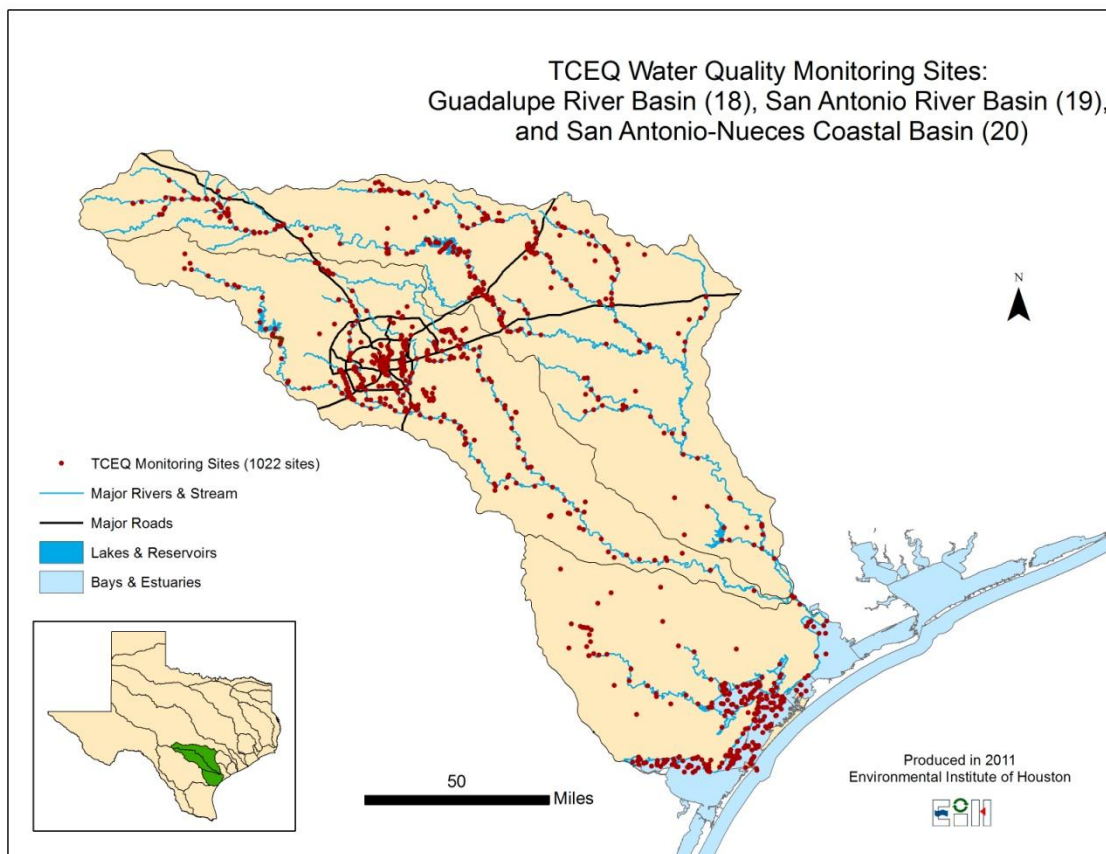 TCEQ Water Quality Monitoring Sites:
Guadalupe River Basin (18), San Antonio River Basin (19),
and San Antonio-Nueces Coastal Basin (20)
N
TCEQ Monitoring Sites (1022 sites)
Major Rivers & Stream
Major Roads
Lakes & Reservoirs
Bays & Estuaries
50
Miles
Produced in 2011
Environmental Institute of Houston
EIH